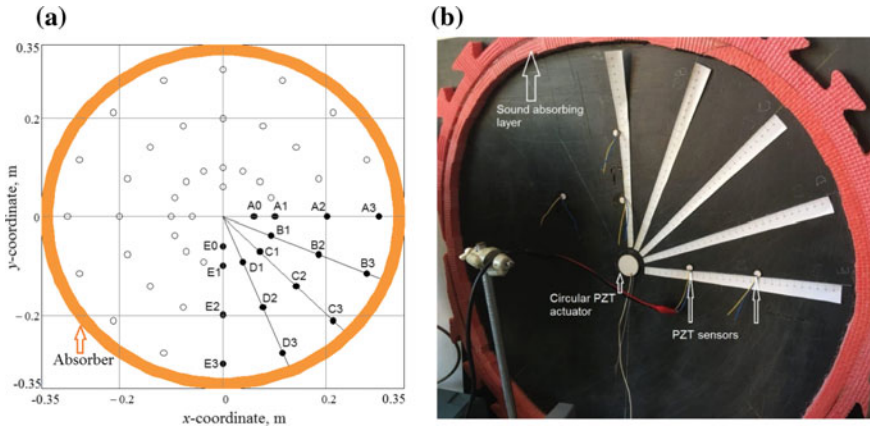 (a)
(b)
0.35
0.2
0
−0.2
-0.35
-0.35
−0.2
0
0.2
0.35
y-coordinate, m
x-coordinate, m
A0 A1 A2 A3
B1
B2
B3
C1
C2
C3
D1
D2
D3
E0
E1
E2
E3
Absorber
Sound absorbing
layer
Circular PZT
actuator
PZT sensors